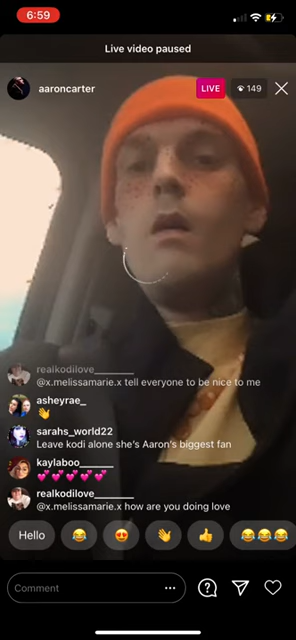 6:59
Live video paused
aaroncarter
LIVE
149
realkodilove_______
@x.melissamarie.x tell everyone to be nice to me
asheyrae_
👋
sarahs_world22
Leave kodi alone she's Aaron's biggest fan
kaylaboo______
💕💕💕💕💕
realkodilove_______
@x.melissamarie.x how are you doing love
Hello 😂 😍 👋 👍 😂😂😂
Comment